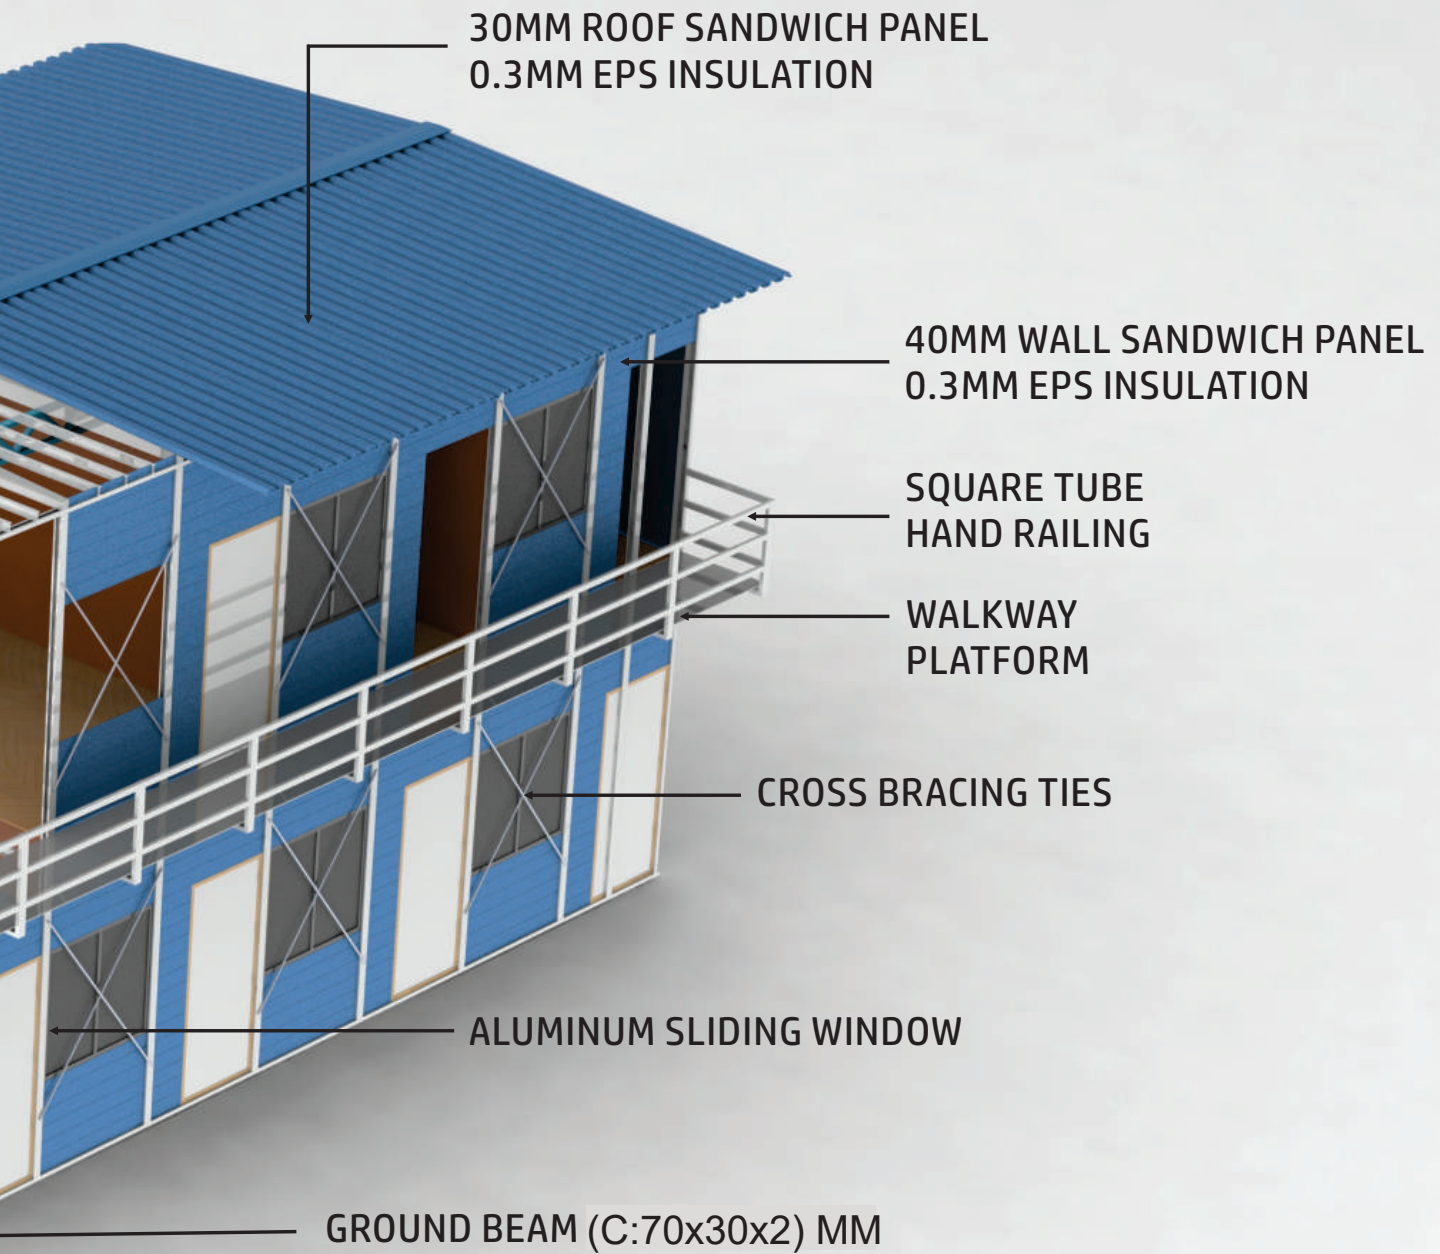 30MM ROOF SANDWICH PANEL
0.3MM EPS INSULATION
40MM WALL SANDWICH PANEL
0.3MM EPS INSULATION
SQUARE TUBE
HAND RAILING
WALKWAY
PLATFORM
CROSS BRACING TIES
ALUMINUM SLIDING WINDOW
GROUND BEAM (C:70x30x2) MM